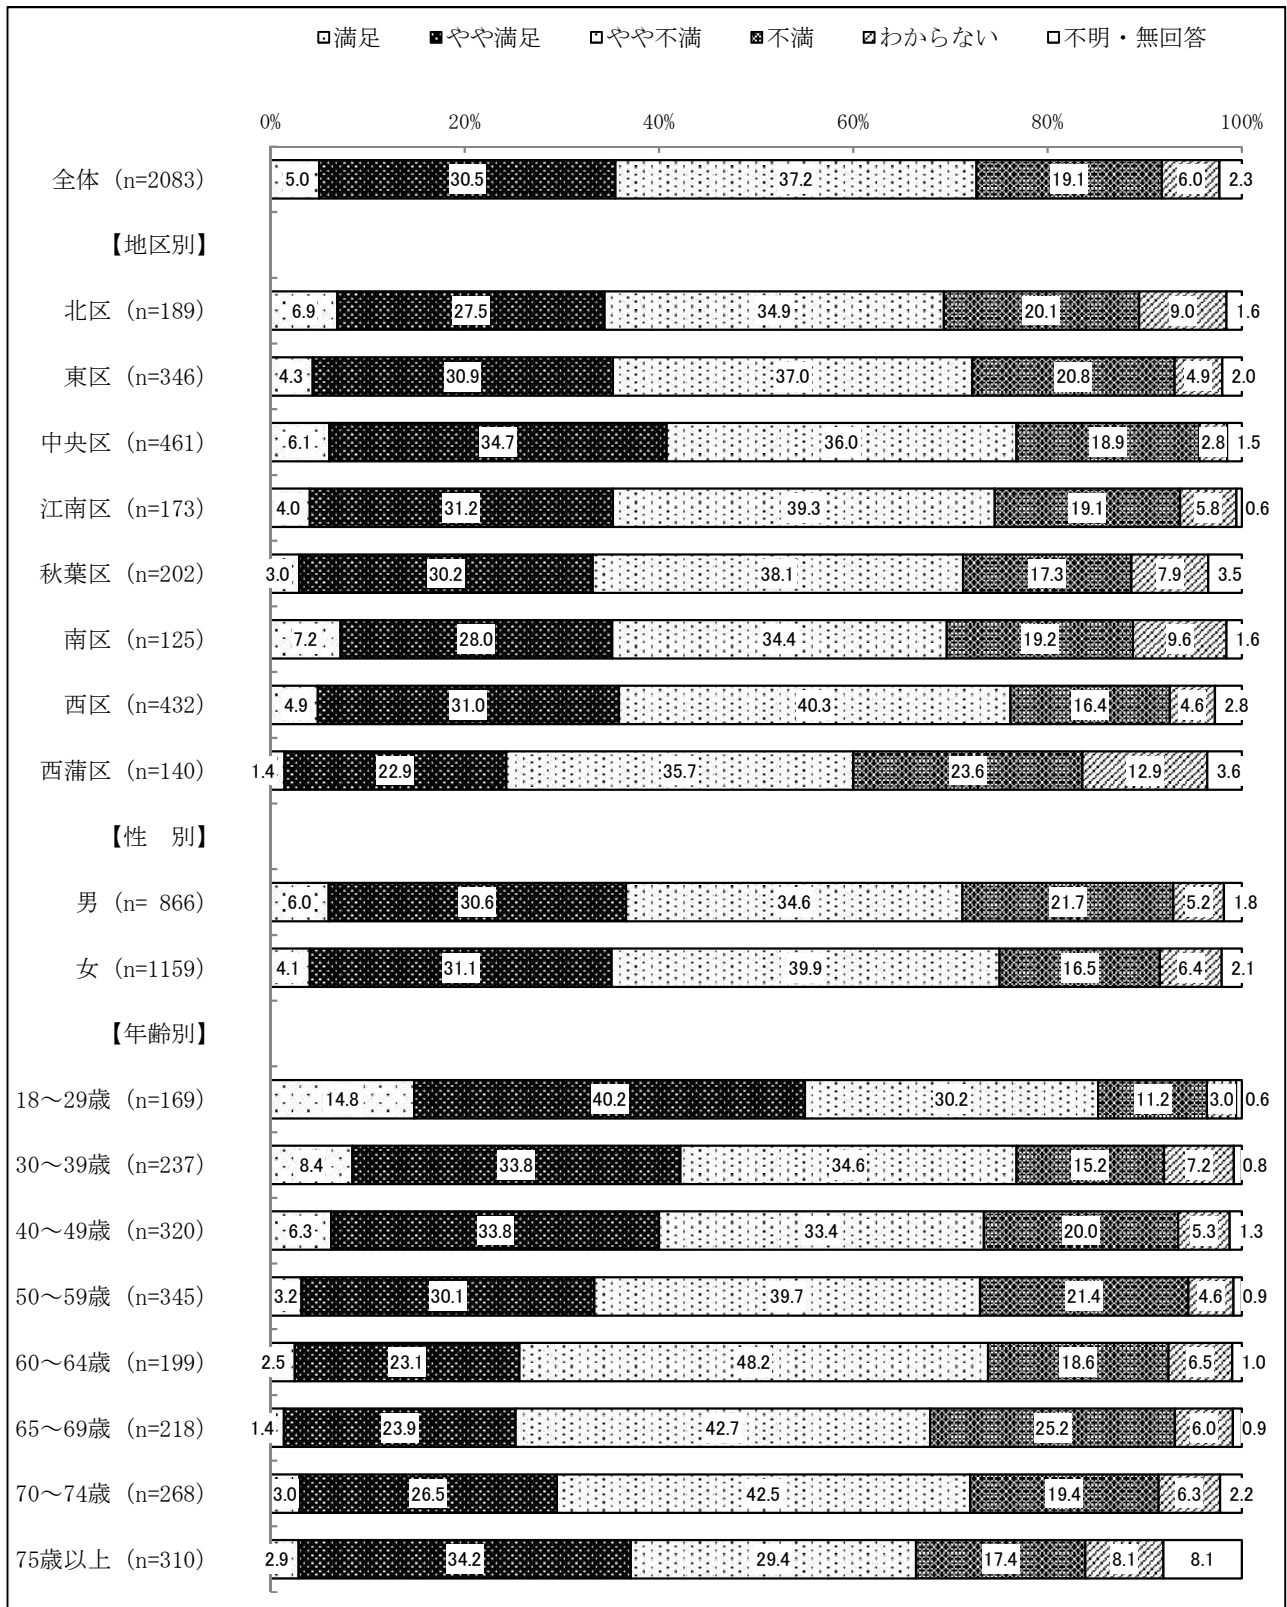 満足 やや満足 やや不満 不満 わからない 不明・無回答
0% 20% 40% 60% 80% 100%
全体 (n=2083) 5.0 30.5 37.2 19.1 6.0 2.3
【地区別】
北区 (n=189) 6.9 27.5 34.9 20.1 9.0 1.6
東区 (n=346) 4.3 30.9 37.0 20.8 4.9 2.0
中央区 (n=461) 6.1 34.7 36.0 18.9 2.8 1.5
江南区 (n=173) 4.0 31.2 39.3 19.1 5.8 0.6
秋葉区 (n=202) 3.0 30.2 38.1 17.3 7.9 3.5
南区 (n=125) 7.2 28.0 34.4 19.2 9.6 1.6
西区 (n=432) 4.9 31.0 40.3 16.4 4.6 2.8
西蒲区 (n=140) 1.4 22.9 35.7 23.6 12.9 3.6
【性　別】
男 (n= 866) 6.0 30.6 34.6 21.7 5.2 1.8
女 (n=1159) 4.1 31.1 39.9 16.5 6.4 2.1
【年齢別】
18～29歳 (n=169) 14.8 40.2 30.2 11.2 3.0 0.6
30～39歳 (n=237) 8.4 33.8 34.6 15.2 7.2 0.8
40～49歳 (n=320) 6.3 33.8 33.4 20.0 5.3 1.3
50～59歳 (n=345) 3.2 30.1 39.7 21.4 4.6 0.9
60～64歳 (n=199) 2.5 23.1 48.2 18.6 6.5 1.0
65～69歳 (n=218) 1.4 23.9 42.7 25.2 6.0 0.9
70～74歳 (n=268) 3.0 26.5 42.5 19.4 6.3 2.2
75歳以上 (n=310) 2.9 34.2 29.4 17.4 8.1 8.1